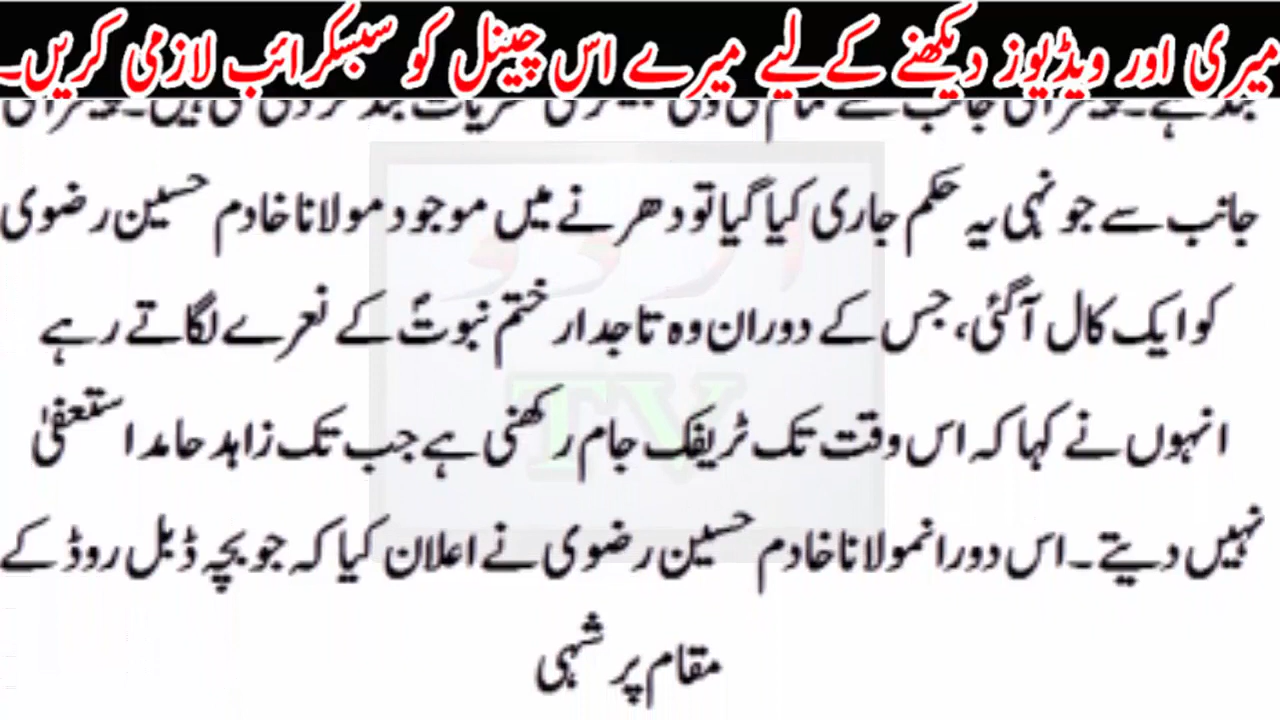 میری اور ویڈیوز دیکھنے کے لیے میرے اس چینل کو سبسکرائب لازمی کریں۔
جانب سے جونہی یہ حکم جاری کیا گیا تو دھرنے میں موجود مولانا خادم حسین رضوی
کو ایک کال آگئی، جس کے دوران وہ تاجدار ختم نبوتؐ کے نعرے لگاتے رہے
انہوں نے کہا کہ اس وقت تک ٹریفک جام رکھنی ہے جب تک زاہد حامد استعفیٰ
نہیں دیتے۔ اس دورانمولانا خادم حسین رضوی نے اعلان کیا کہ جو بچہ ڈبل روڈ کے
مقام پر شہی
اردو
TV